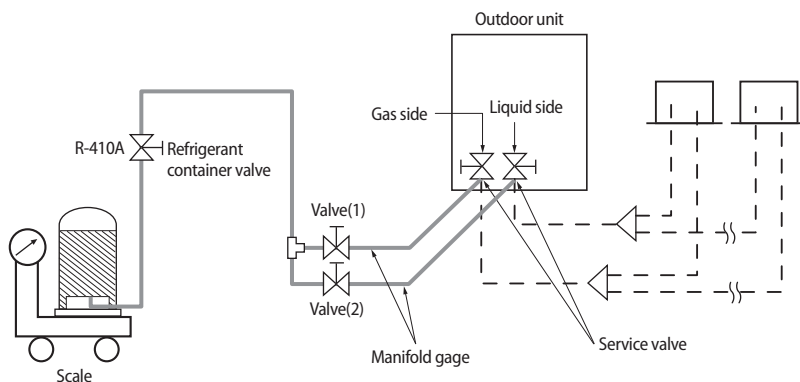 Outdoor unit
Gas side
Liquid side
R-410A
Refrigerant
container valve
Valve(1)
Valve(2)
Manifold gage
Service valve
Scale